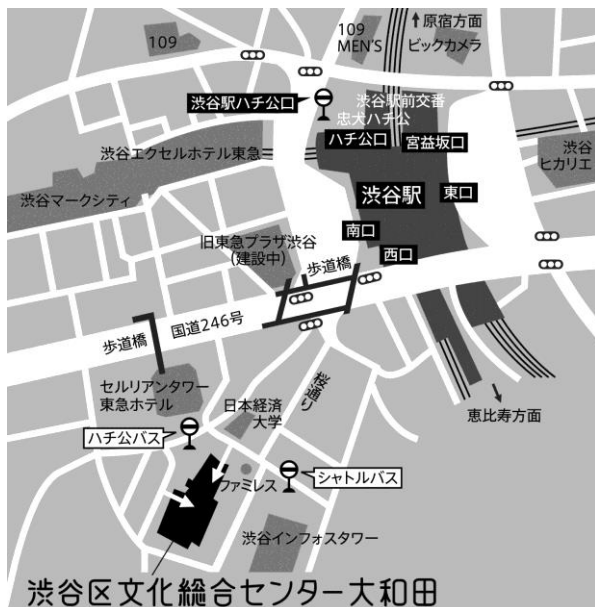 109
109
MEN'S
↑原宿方面
ビックカメラ
渋谷駅ハチ公口
渋谷駅前交番
忠犬ハチ公
ハチ公口
宮益坂口
渋谷エクセルホテル東急
渋谷
ヒカリエ
渋谷マークシティ
渋谷駅
東口
南口
西口
旧東急プラザ渋谷
(建設中)
歩道橋
国道246号
歩道橋
セルリアンタワー
東急ホテル
日本経済
大学
桜通り
恵比寿方面
ハチ公バス
ファミレス
シャトルバス
渋谷インフォスタワー
渋谷区文化総合センター大和田